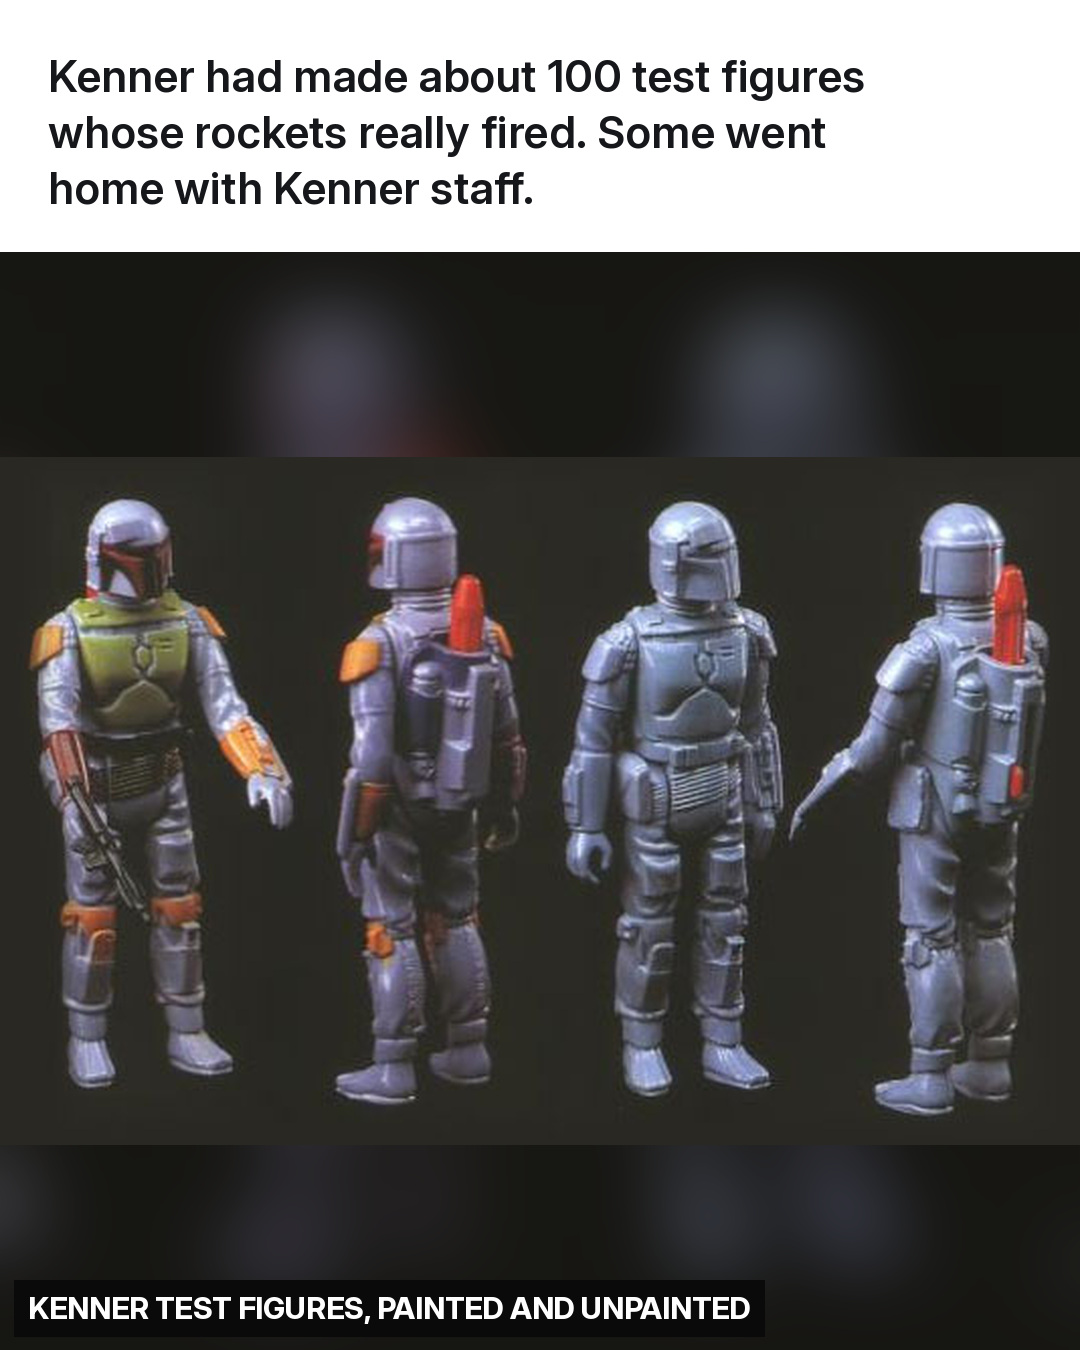 Kenner had made about 100 test figures
whose rockets really fired. Some went
home with Kenner staff.
KENNER TEST FIGURES, PAINTED AND UNPAINTED